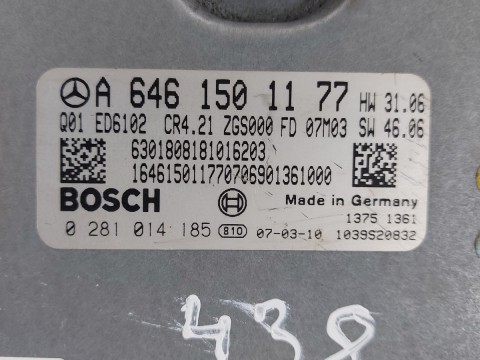 A 646 150 11 77 HW 31.06
Q01 ED6102 CR4.21 ZGS000 FD 07M03 SW 46.06
6301808181016203
164615011770706901361000
BOSCH Made in Germany
1375 1361
0 281 014 185 810 07-03-10 1039S20832
438